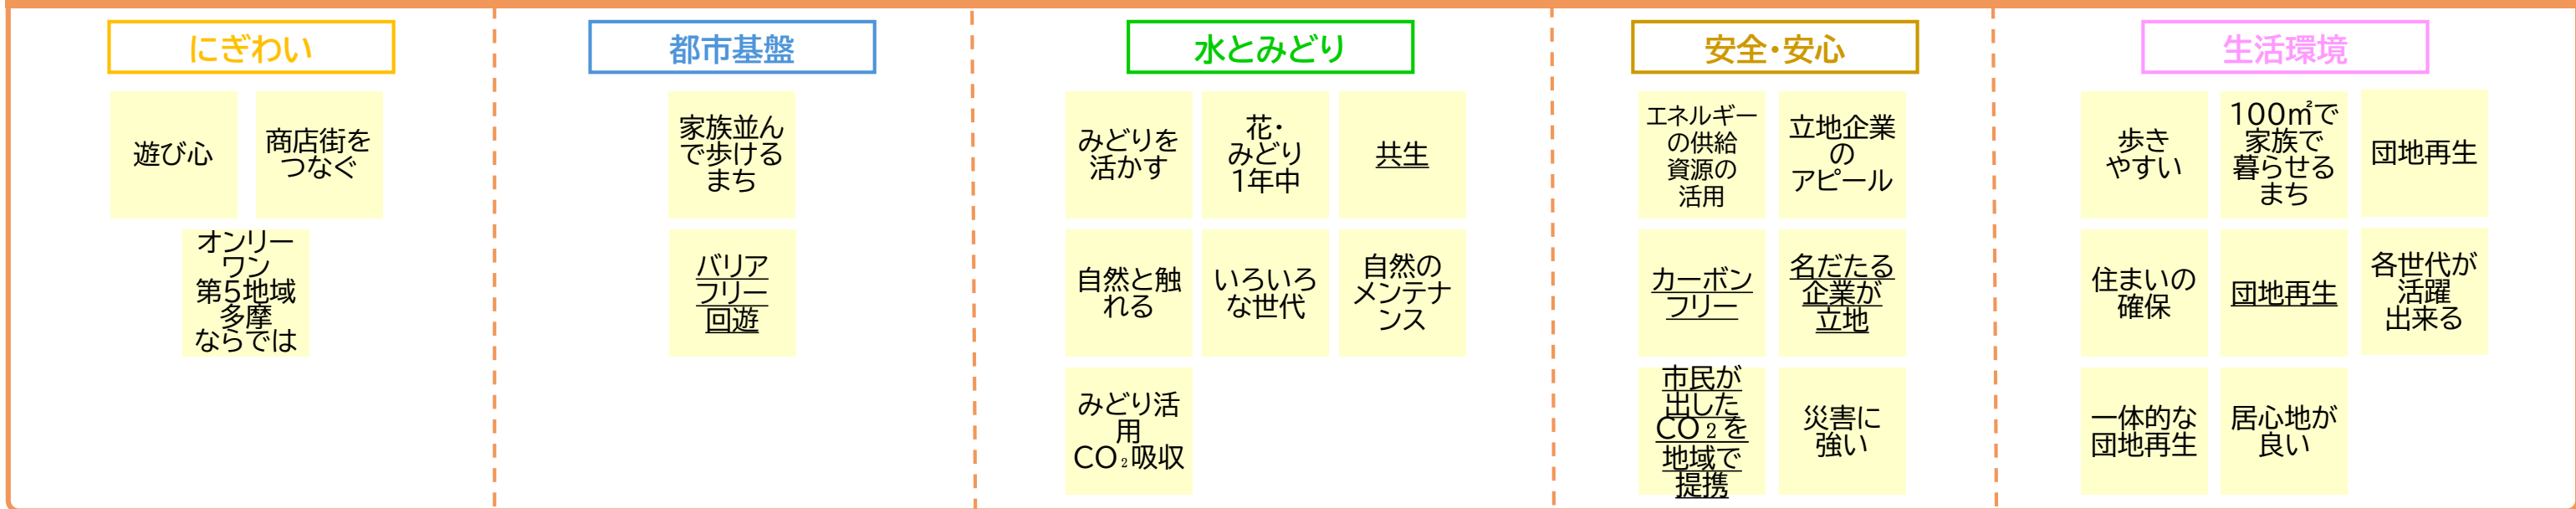 にぎわい
遊び心
商店街を
つなぐ
オンリー
ワン
第5地域
多摩
ならでは
都市基盤
家族並ん
で歩ける
まち
バリア
フリー
回遊
水とみどり
みどりを
活かす
花・
みどり
1年中
共生
自然と触
れる
いろいろ
な世代
自然の
メンテナ
ンス
みどり活
用
CO₂吸収
安全・安心
エネルギー
の供給
資源の
活用
立地企業
の
アピール
カーボン
フリー
名だたる
企業が
立地
市民が
出した
CO₂を
地域で
提携
災害に
強い
生活環境
歩き
やすい
100㎡で
家族で
暮らせる
まち
団地再生
住まいの
確保
団地再生
各世代が
活躍
出来る
一体的な
団地再生
居心地が
良い